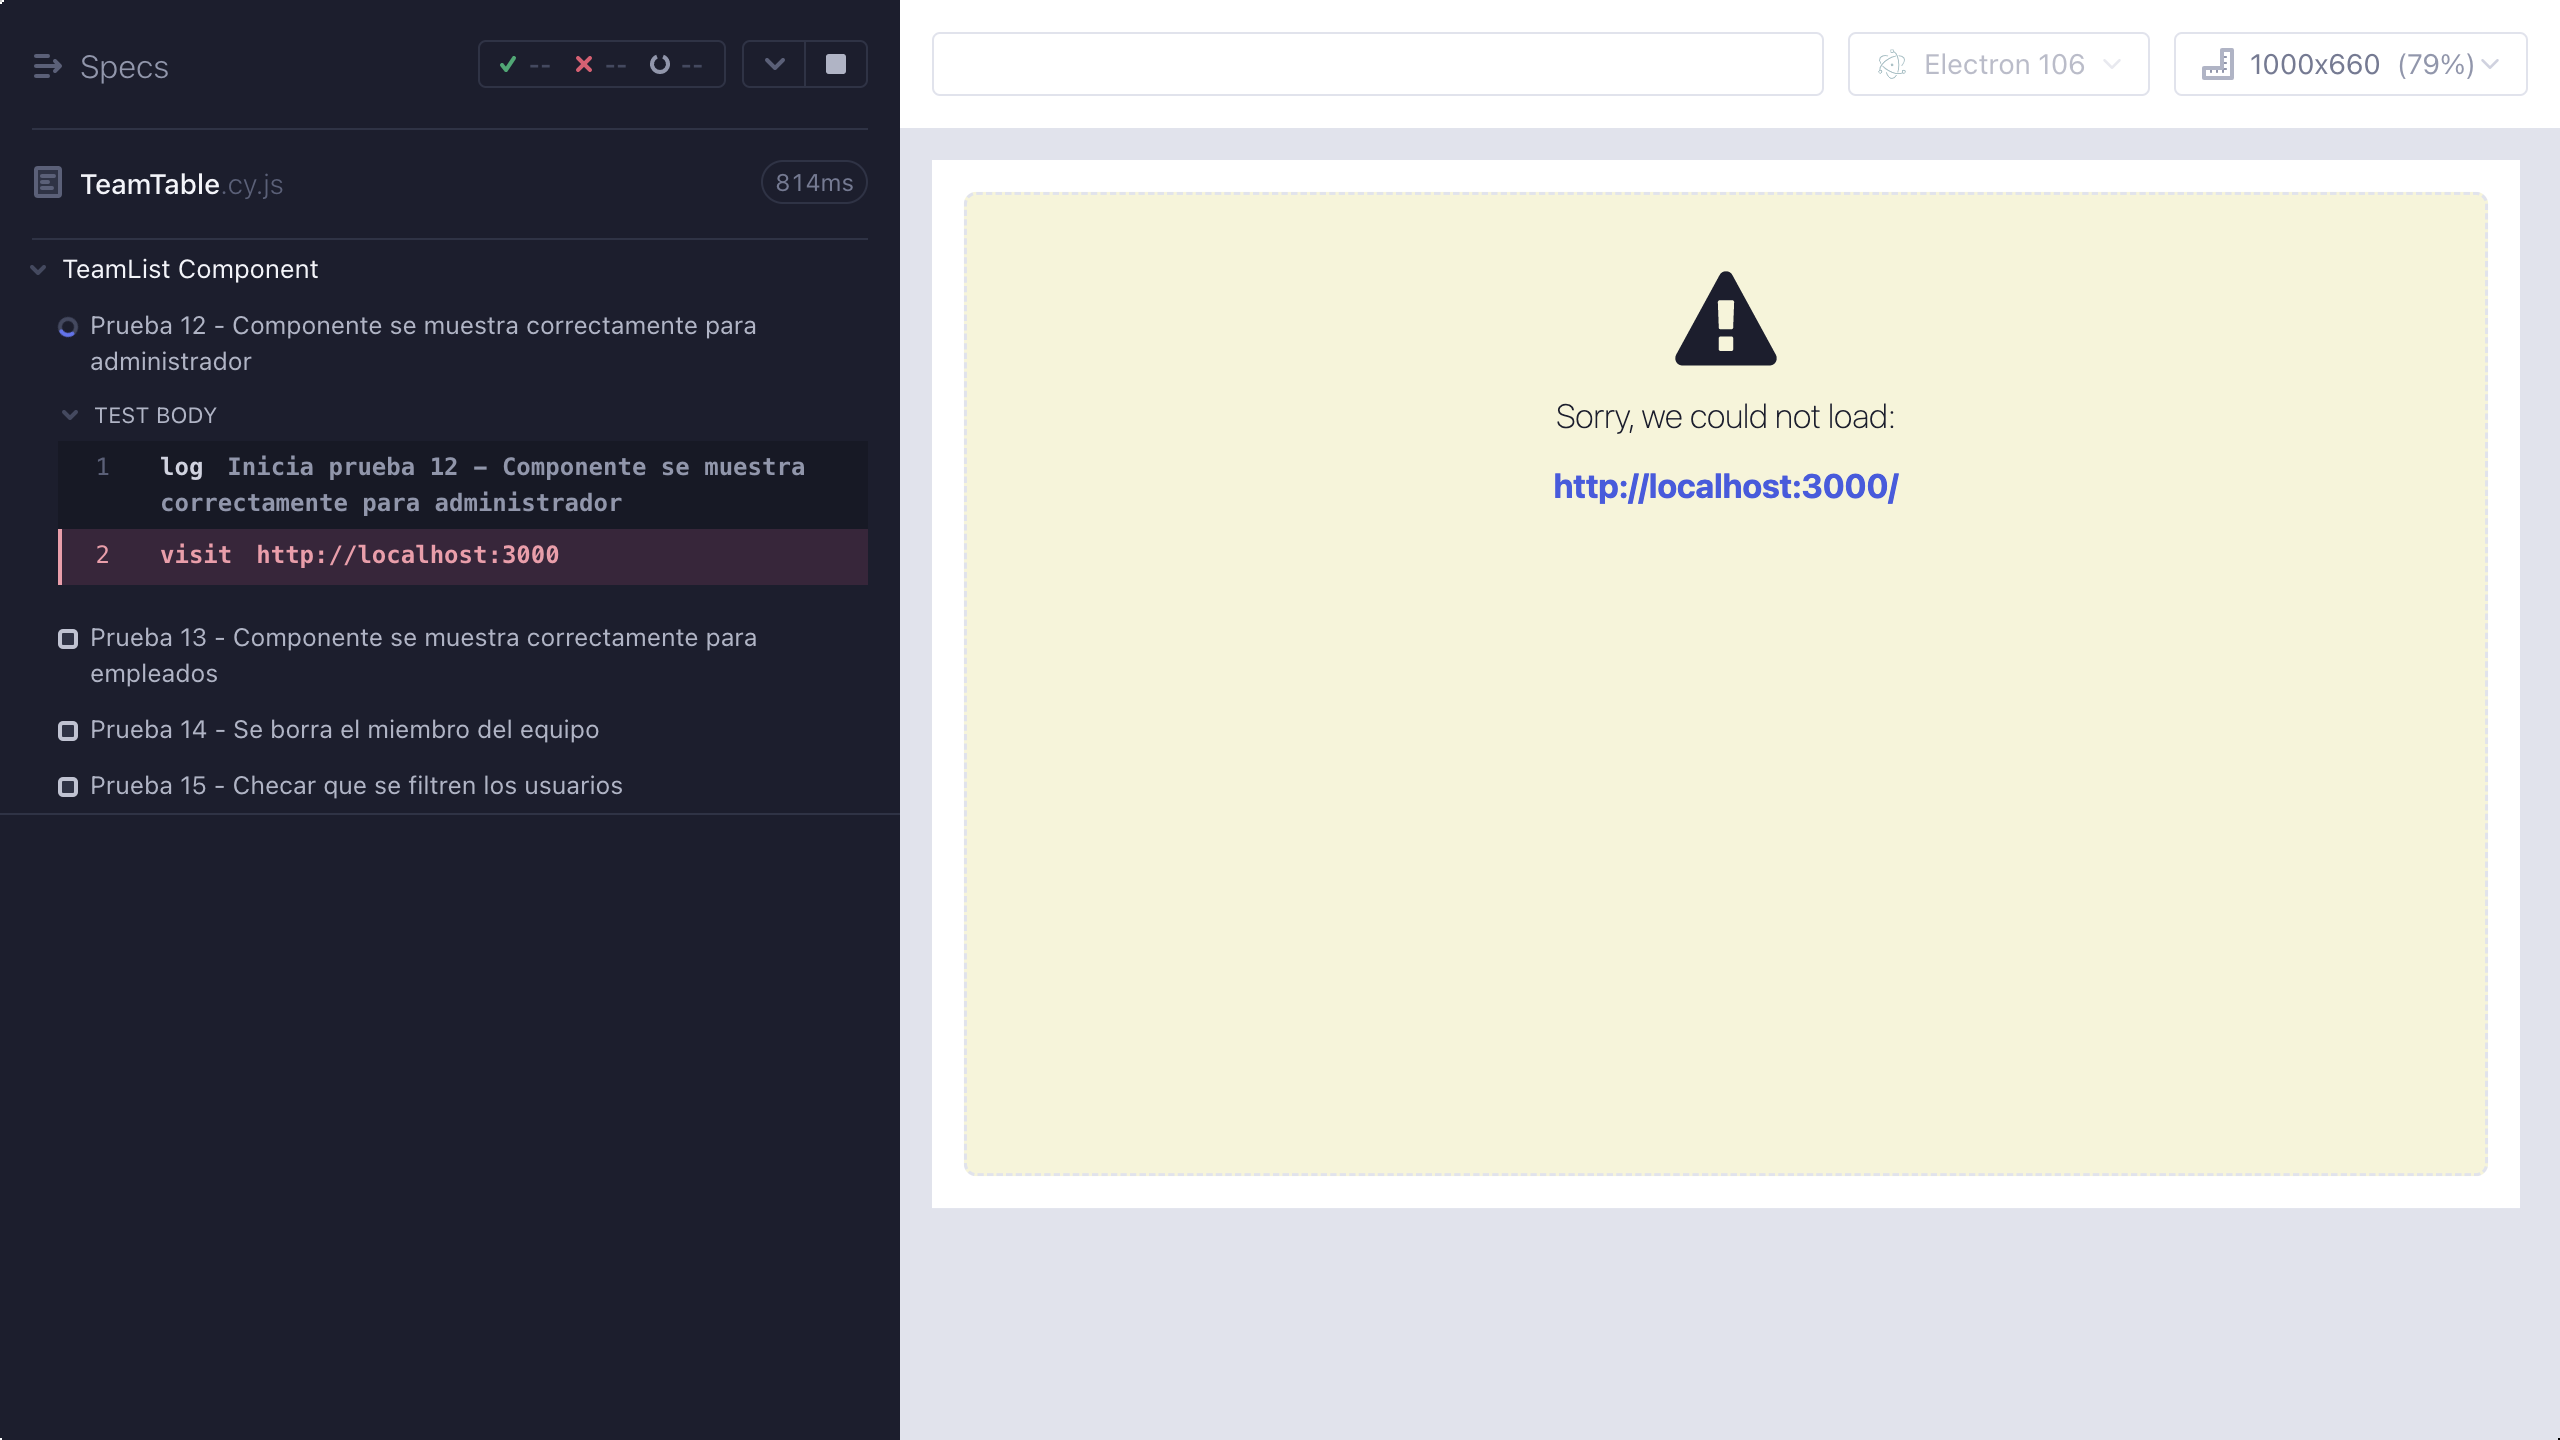 Specs
-- -- --
TeamTable.cy.js
814ms
TeamList Component
Prueba 12 - Componente se muestra correctamente para
administrador
TEST BODY
1 log Inicia prueba 12 – Componente se muestra
correctamente para administrador
2 visit http://localhost:3000
Prueba 13 - Componente se muestra correctamente para
empleados
Prueba 14 - Se borra el miembro del equipo
Prueba 15 - Checar que se filtren los usuarios
Electron 106
1000x660 (79%)
Sorry, we could not load:
http://localhost:3000/